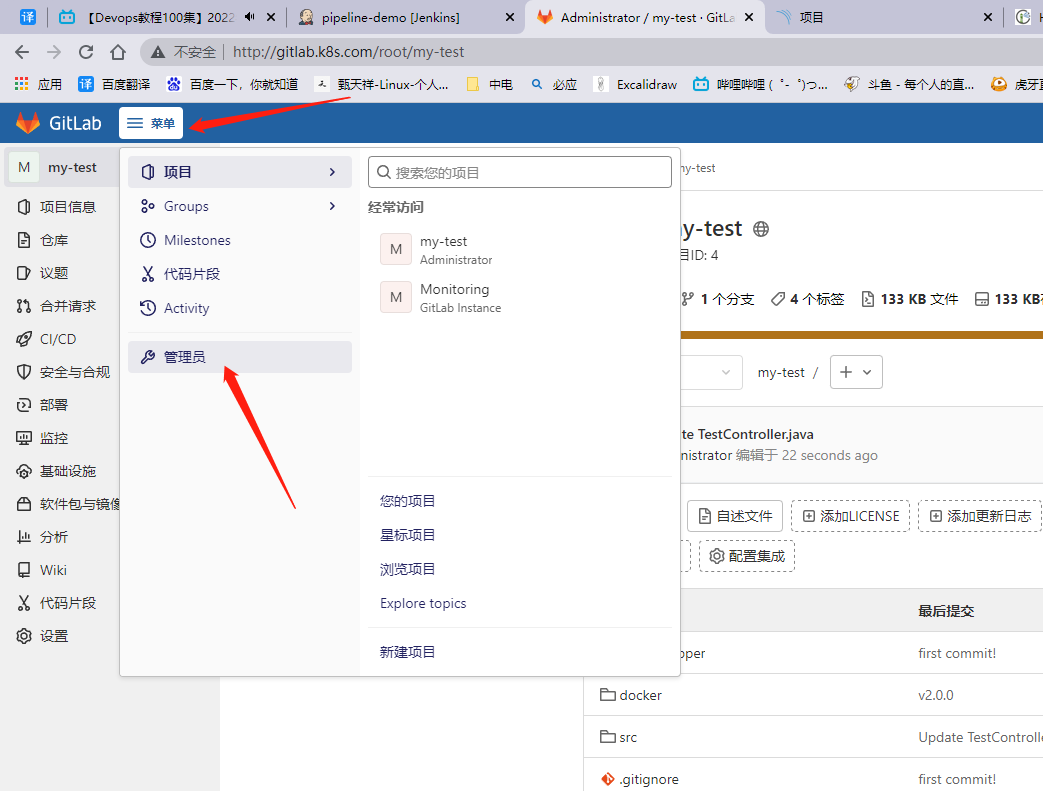 译
【Devops教程100集】2022
pipeline-demo [Jenkins]
Administrator / my-test · GitLa
项目
不安全 | http://gitlab.k8s.com/root/my-test
应用
译 百度翻译
百度一下，你就知道
甄天祥-Linux-个人...
中电
必应
Excalidraw
哔哩哔哩 (゜-゜)つ...
斗鱼 - 每个人的直...
虎牙直
GitLab
菜单
M my-test
项目信息
仓库
议题
合并请求
CI/CD
安全与合规
部署
监控
基础设施
软件包与镜像
分析
Wiki
代码片段
设置
项目
Groups
Milestones
代码片段
Activity
管理员
搜索您的项目
经常访问
M my-test
Administrator
M Monitoring
GitLab Instance
您的项目
星标项目
浏览项目
Explore topics
新建项目
my-test
y-test
目ID: 4
1 个分支
4 个标签
133 KB 文件
133 KB
my-test /
te TestController.java
nistrator 编辑于 22 seconds ago
自述文件
添加LICENSE
添加更新日志
配置集成
最后提交
pper
first commit!
docker
v2.0.0
src
Update TestControlle
.gitignore
first commit!